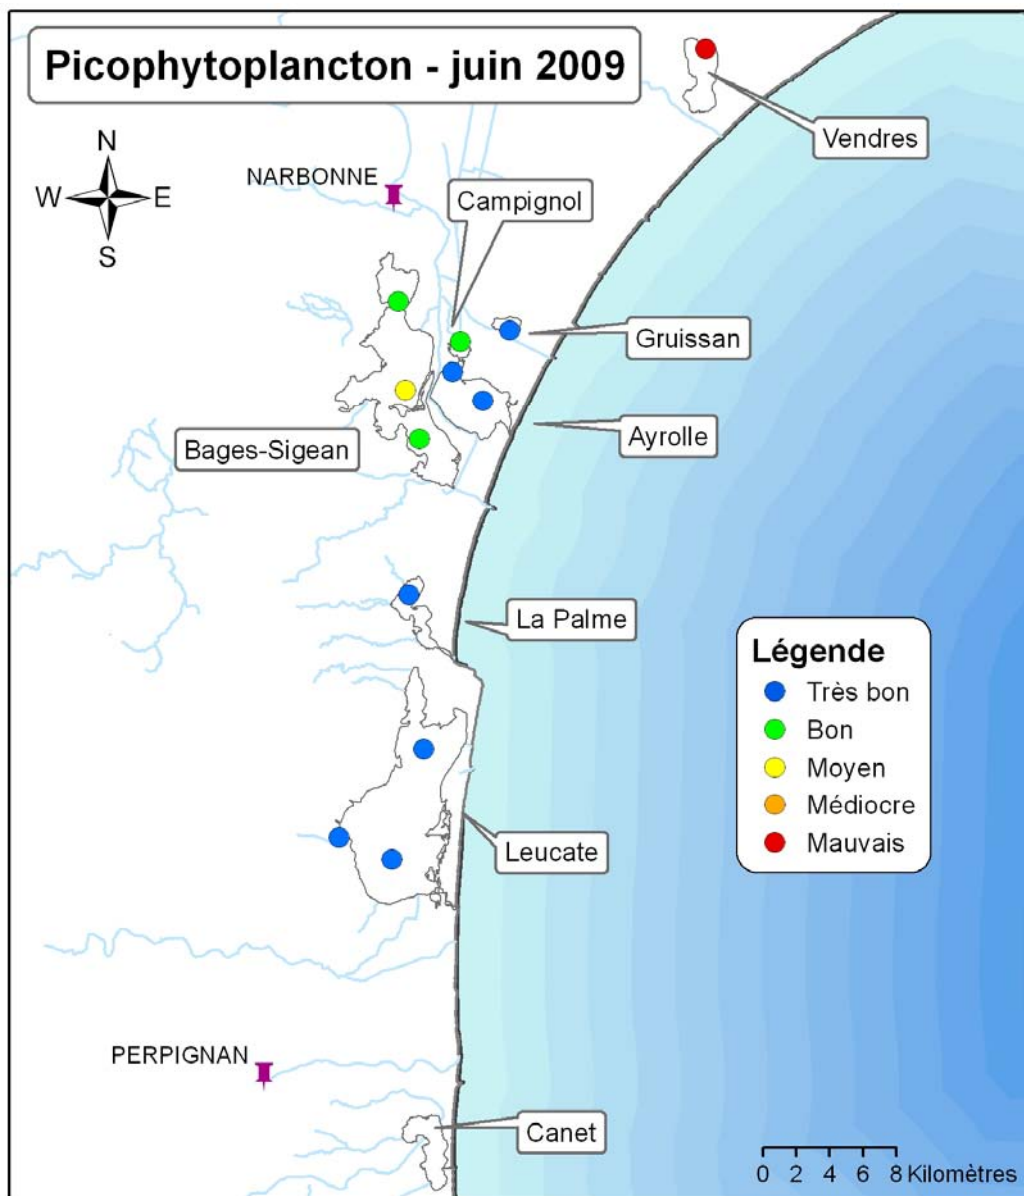 Picophytoplancton - juin 2009
Vendres
N
W
E
S
NARBONNE
Campignol
Gruissan
Ayrolle
Bages-Sigean
La Palme
Légende
Très bon
Bon
Moyen
Médiocre
Mauvais
Leucate
PERPIGNAN
Canet
0 2 4 6 8 Kilomètres